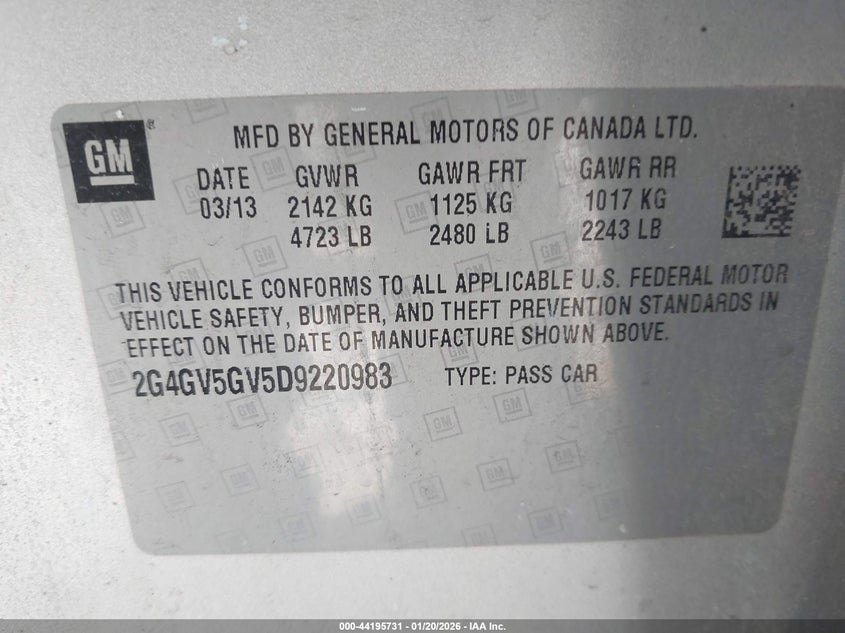 GM
MFD BY GENERAL MOTORS OF CANADA LTD.
DATE GVWR GAWR FRT GAWR RR
03/13 2142 KG 1125 KG 1017 KG
4723 LB 2480 LB 2243 LB
THIS VEHICLE CONFORMS TO ALL APPLICABLE U.S. FEDERAL MOTOR
VEHICLE SAFETY, BUMPER, AND THEFT PREVENTION STANDARDS IN
EFFECT ON THE DATE OF MANUFACTURE SHOWN ABOVE.
2G4GV5GV5D9220983 TYPE: PASS CAR
000-44195731 - 01/20/2026 - IAA Inc.